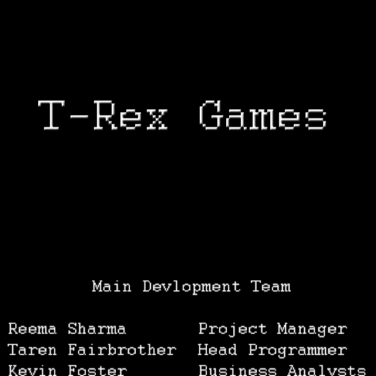 T-Rex Games
Main Devlopment Team
Reema Sharma Project Manager
Taren Fairbrother Head Programmer
Kevin Foster Business Analysts